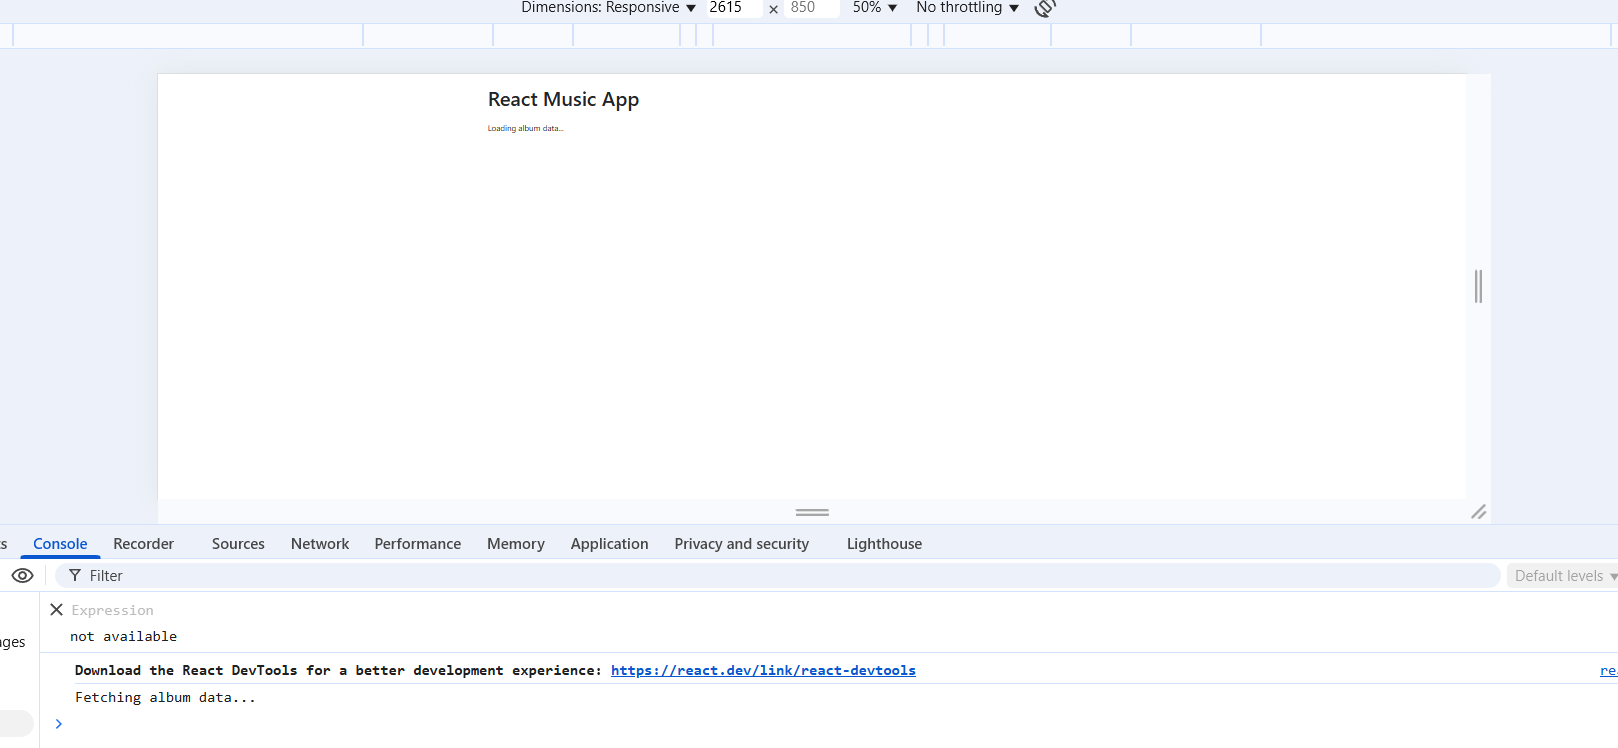 Dimensions: Responsive ▼ 2615 × 850 50% ▼ No throttling ▼
React Music App
Loading album data...
Console Recorder Sources Network Performance Memory Application Privacy and security Lighthouse
Filter Default levels ▼
Expression
not available
Download the React DevTools for a better development experience: https://react.dev/link/react-devtools
Fetching album data...